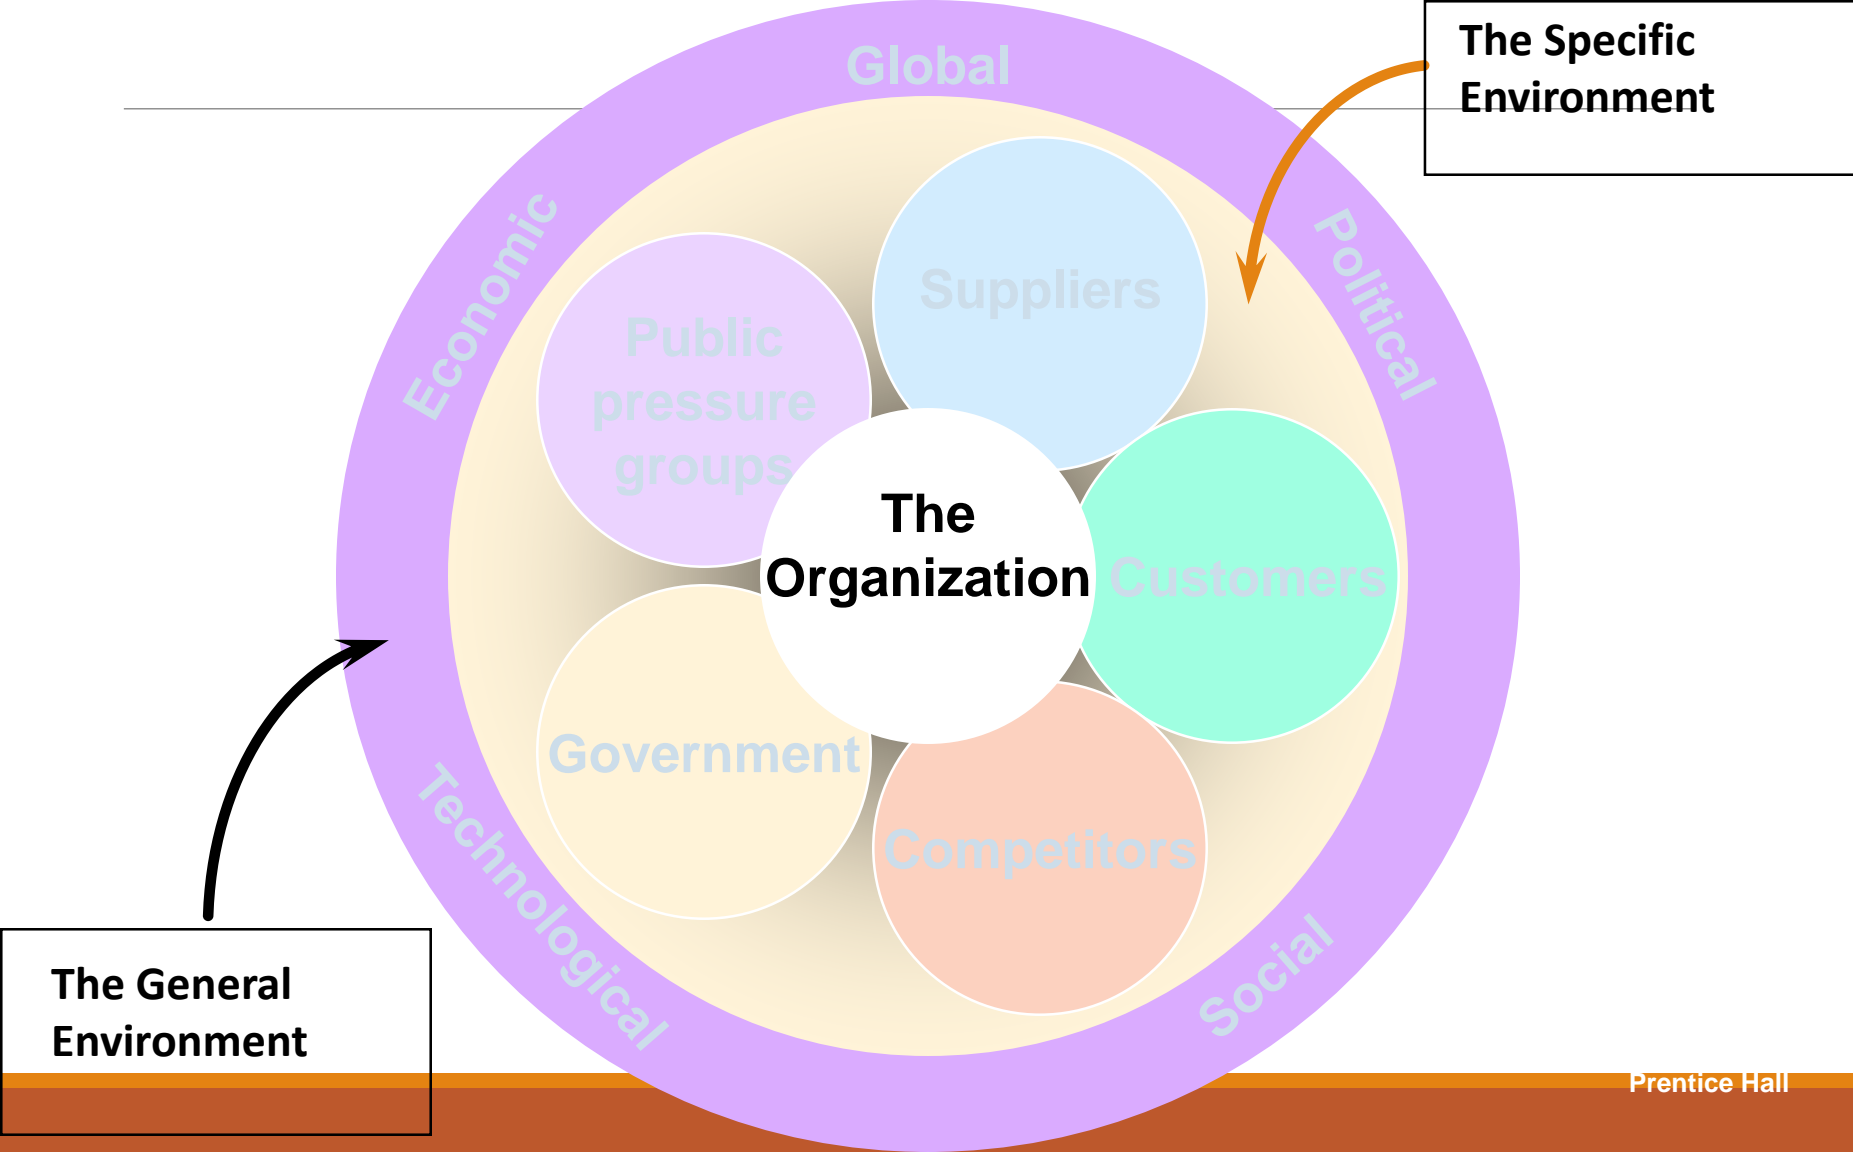 Global
The Specific
Environment
Economic
Political
Suppliers
Public
pressure
groups
The
Organization
Customers
Government
Competitors
Technological
Social
The General
Environment
Prentice Hall